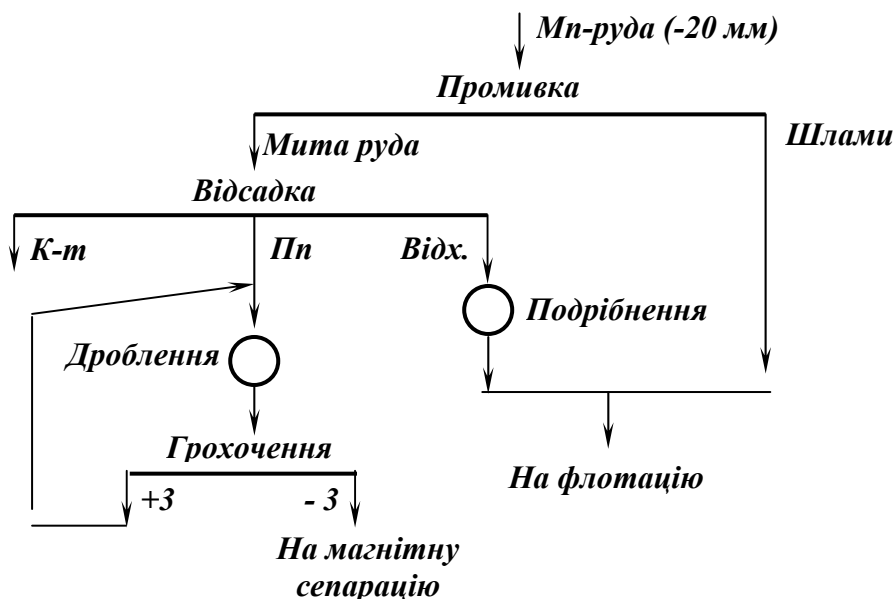 Мп-руда (-20 мм)
Промивка
Шлами
Мита руда
Відсадка
К-т
Пп
Відх.
Подрібнення
Дроблення
Грохочення
+3
- 3
На флотацію
На магнітну
сепарацію